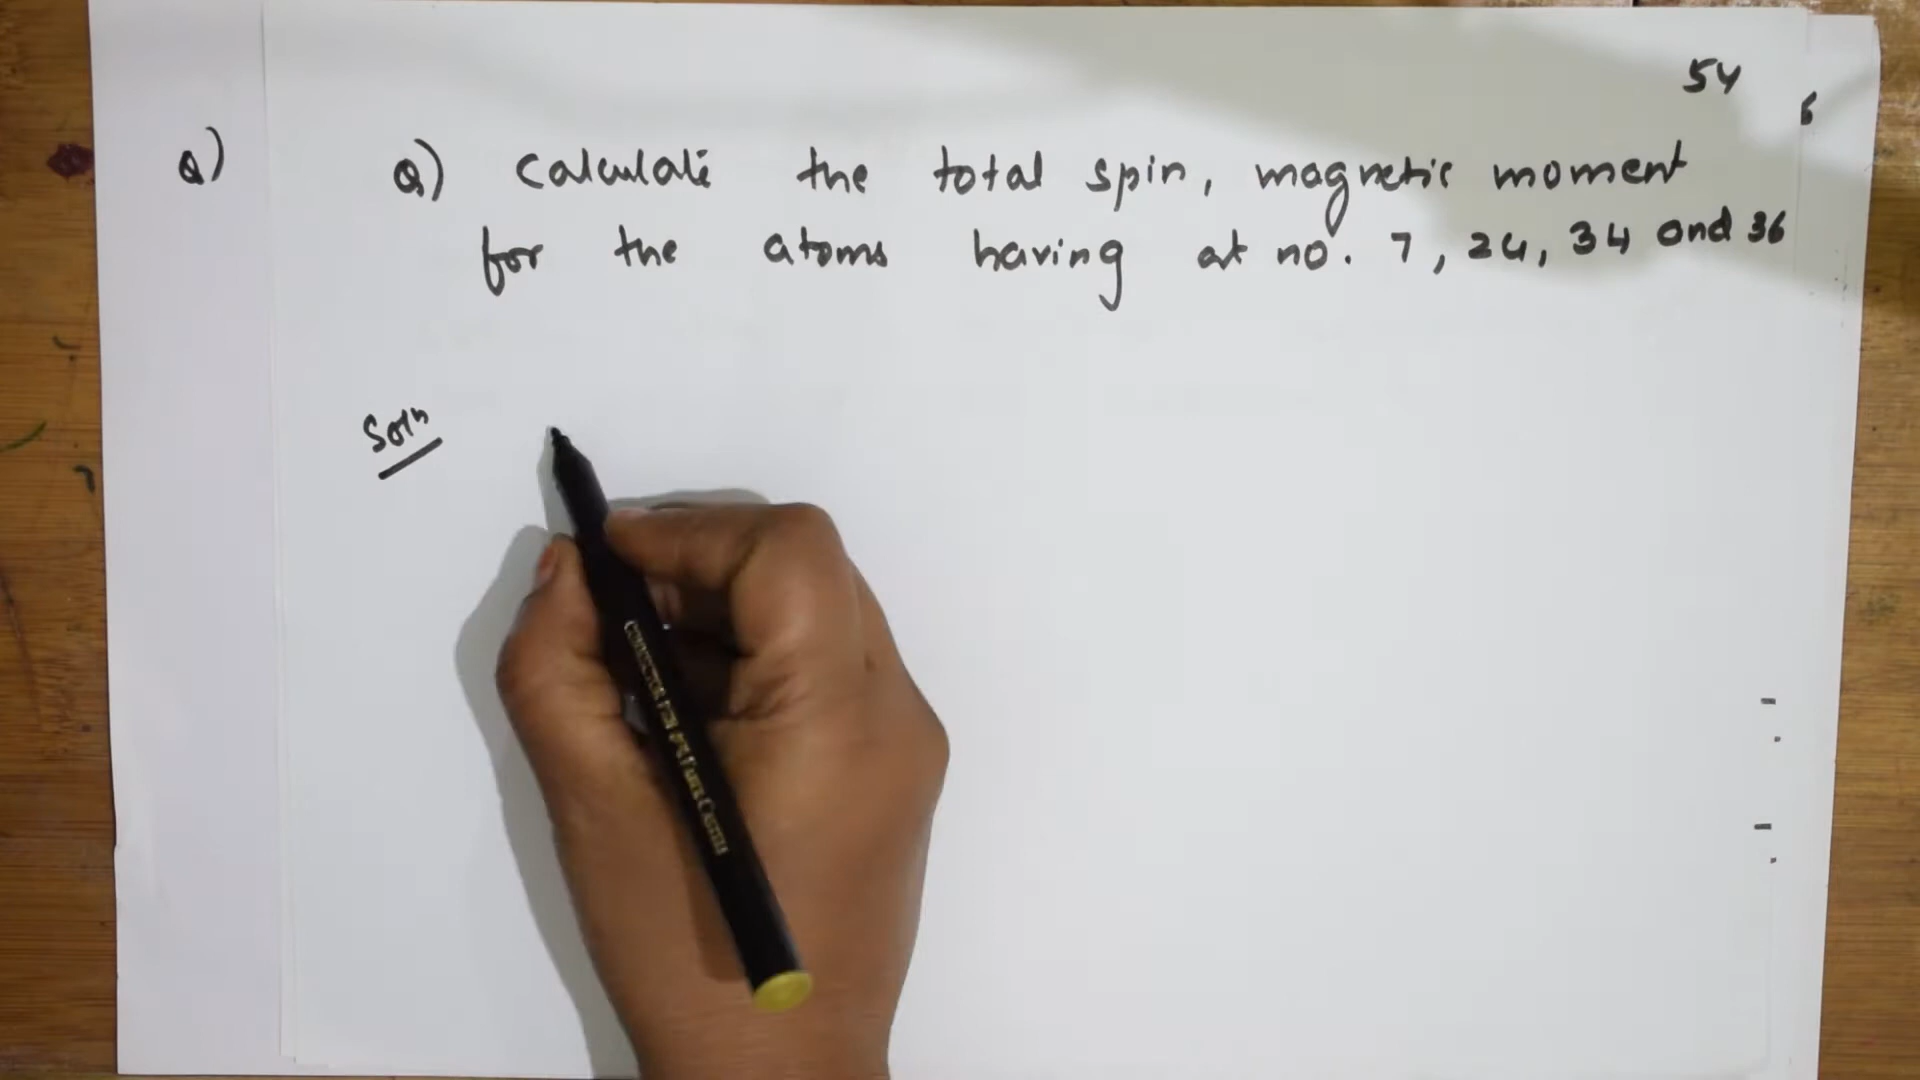 54
6
Q)
Q) Calculate the total spin, magnetic moment
for the atoms having at no. 7, 24, 34 and 36
Soln